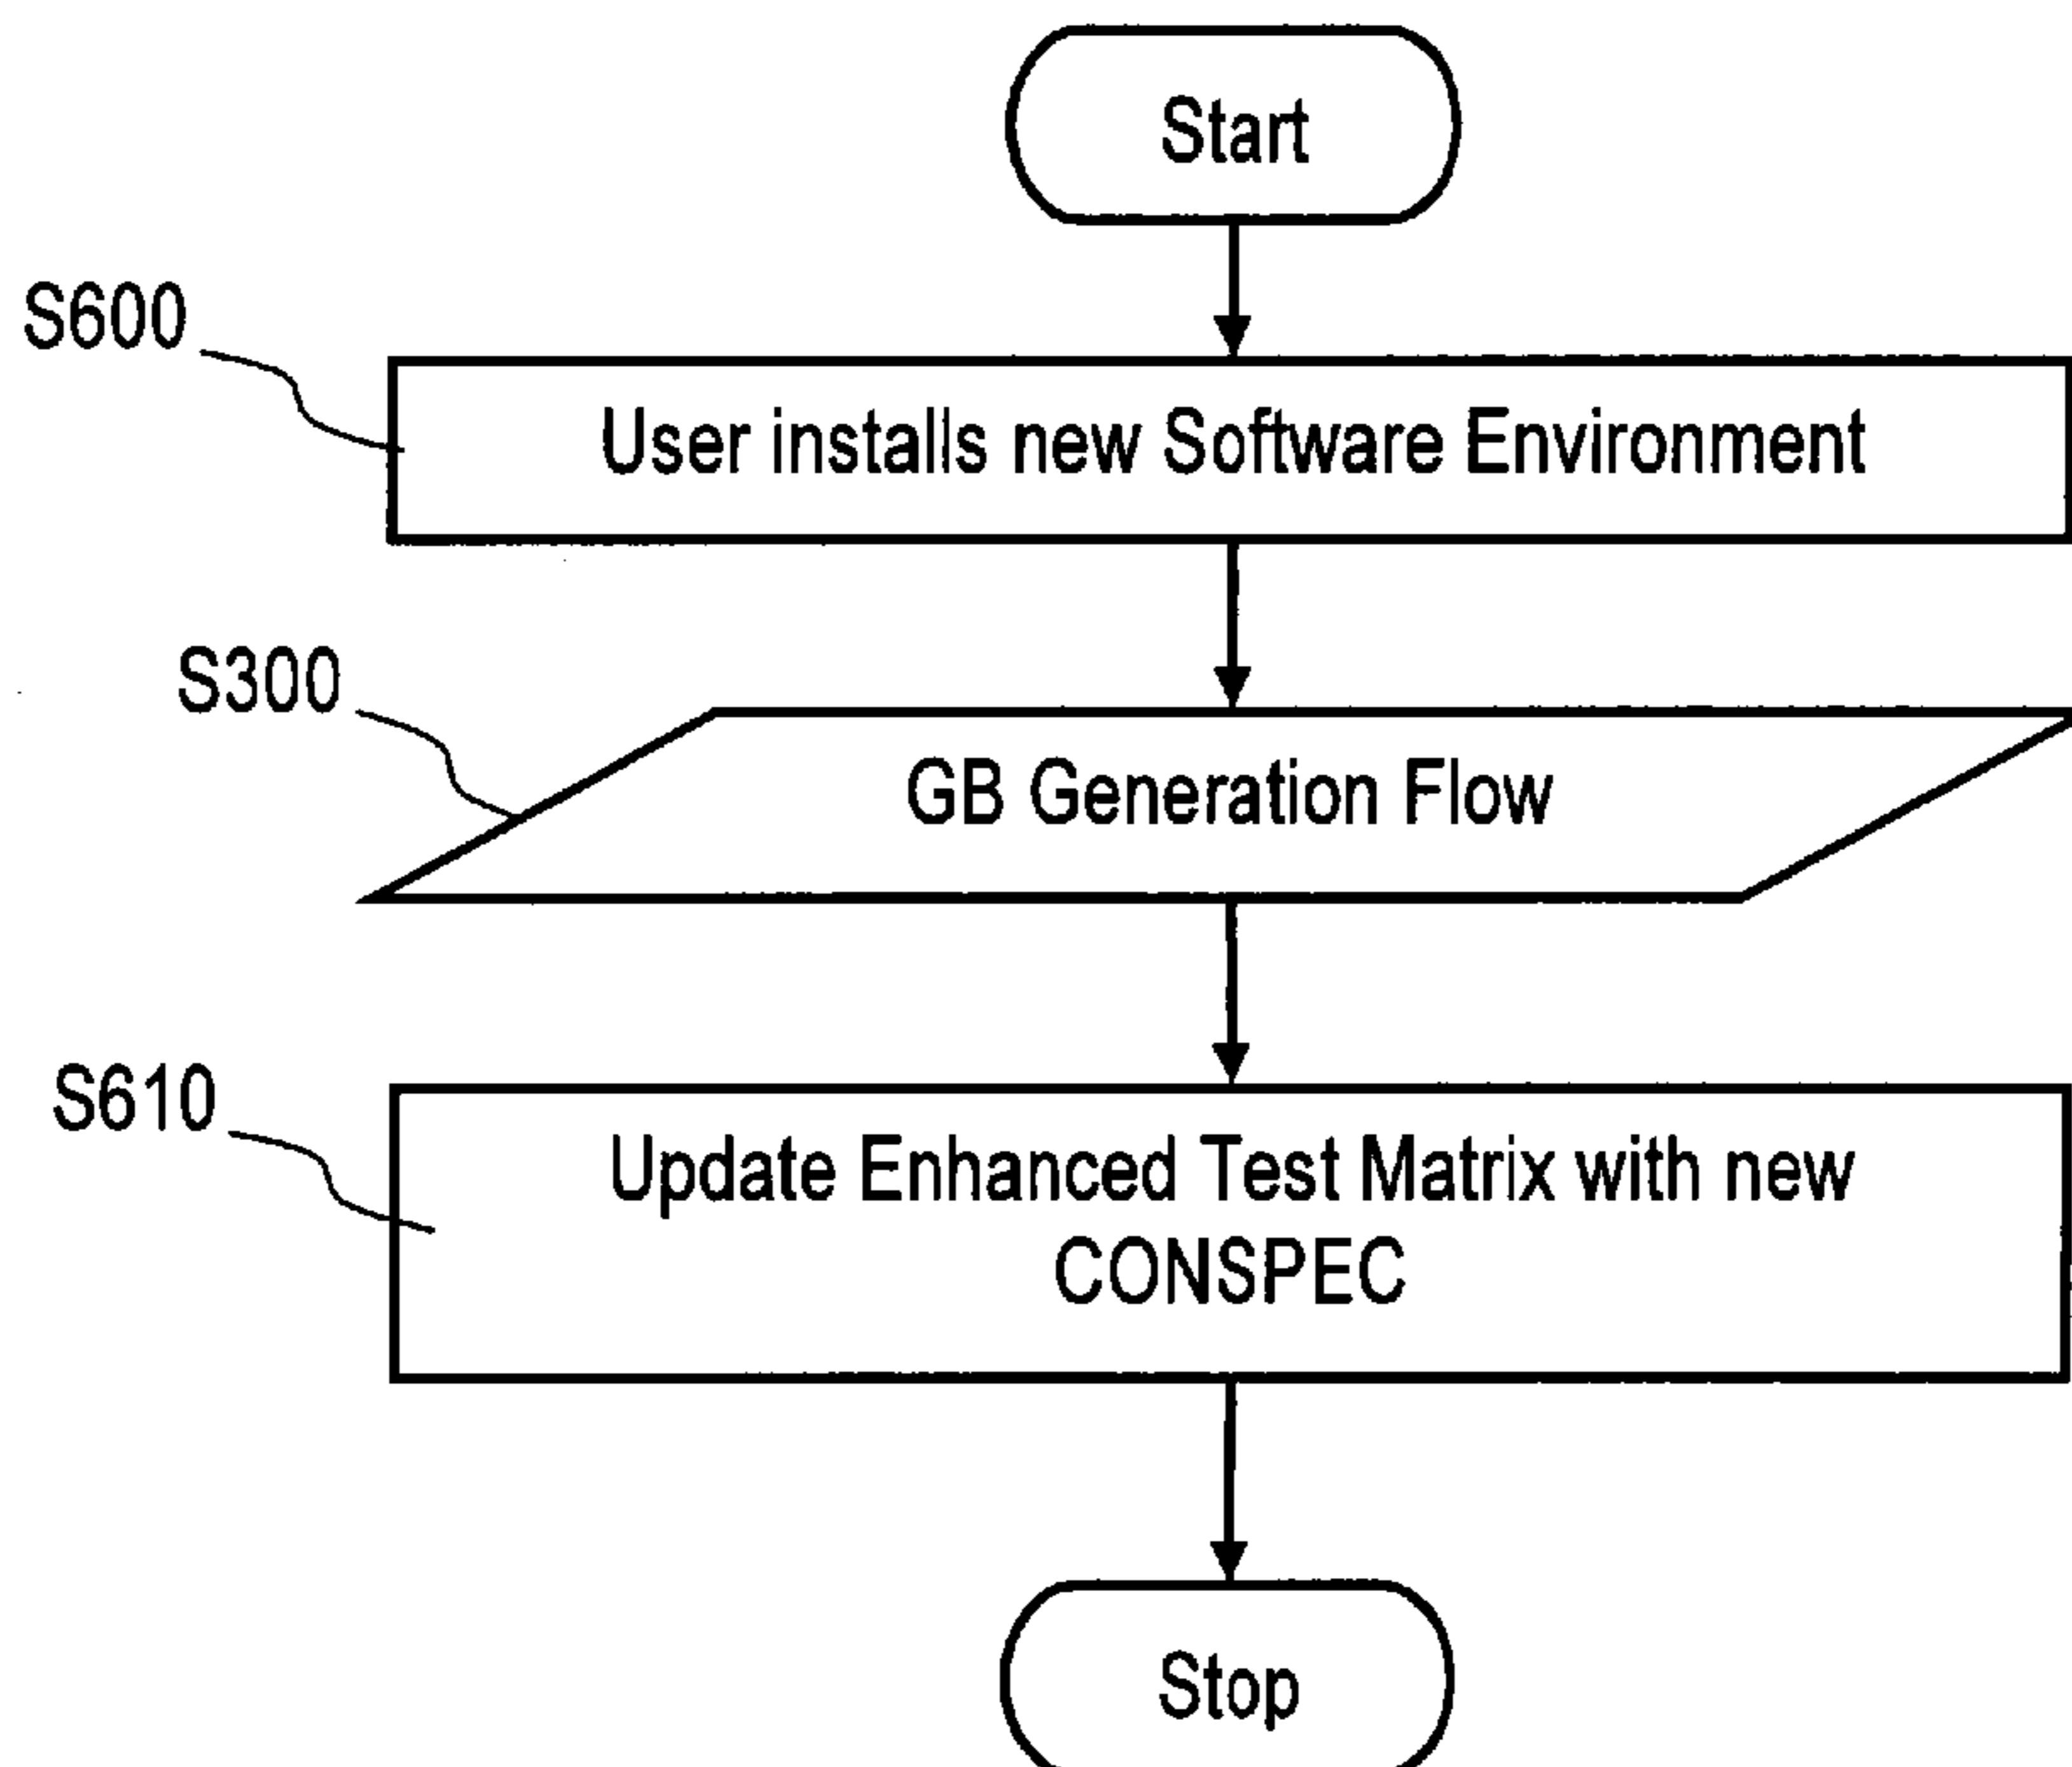 Start
S600
User installs new Software Environment
S300
GB Generation Flow
S610
Update Enhanced Test Matrix with new
CONSPEC
Stop